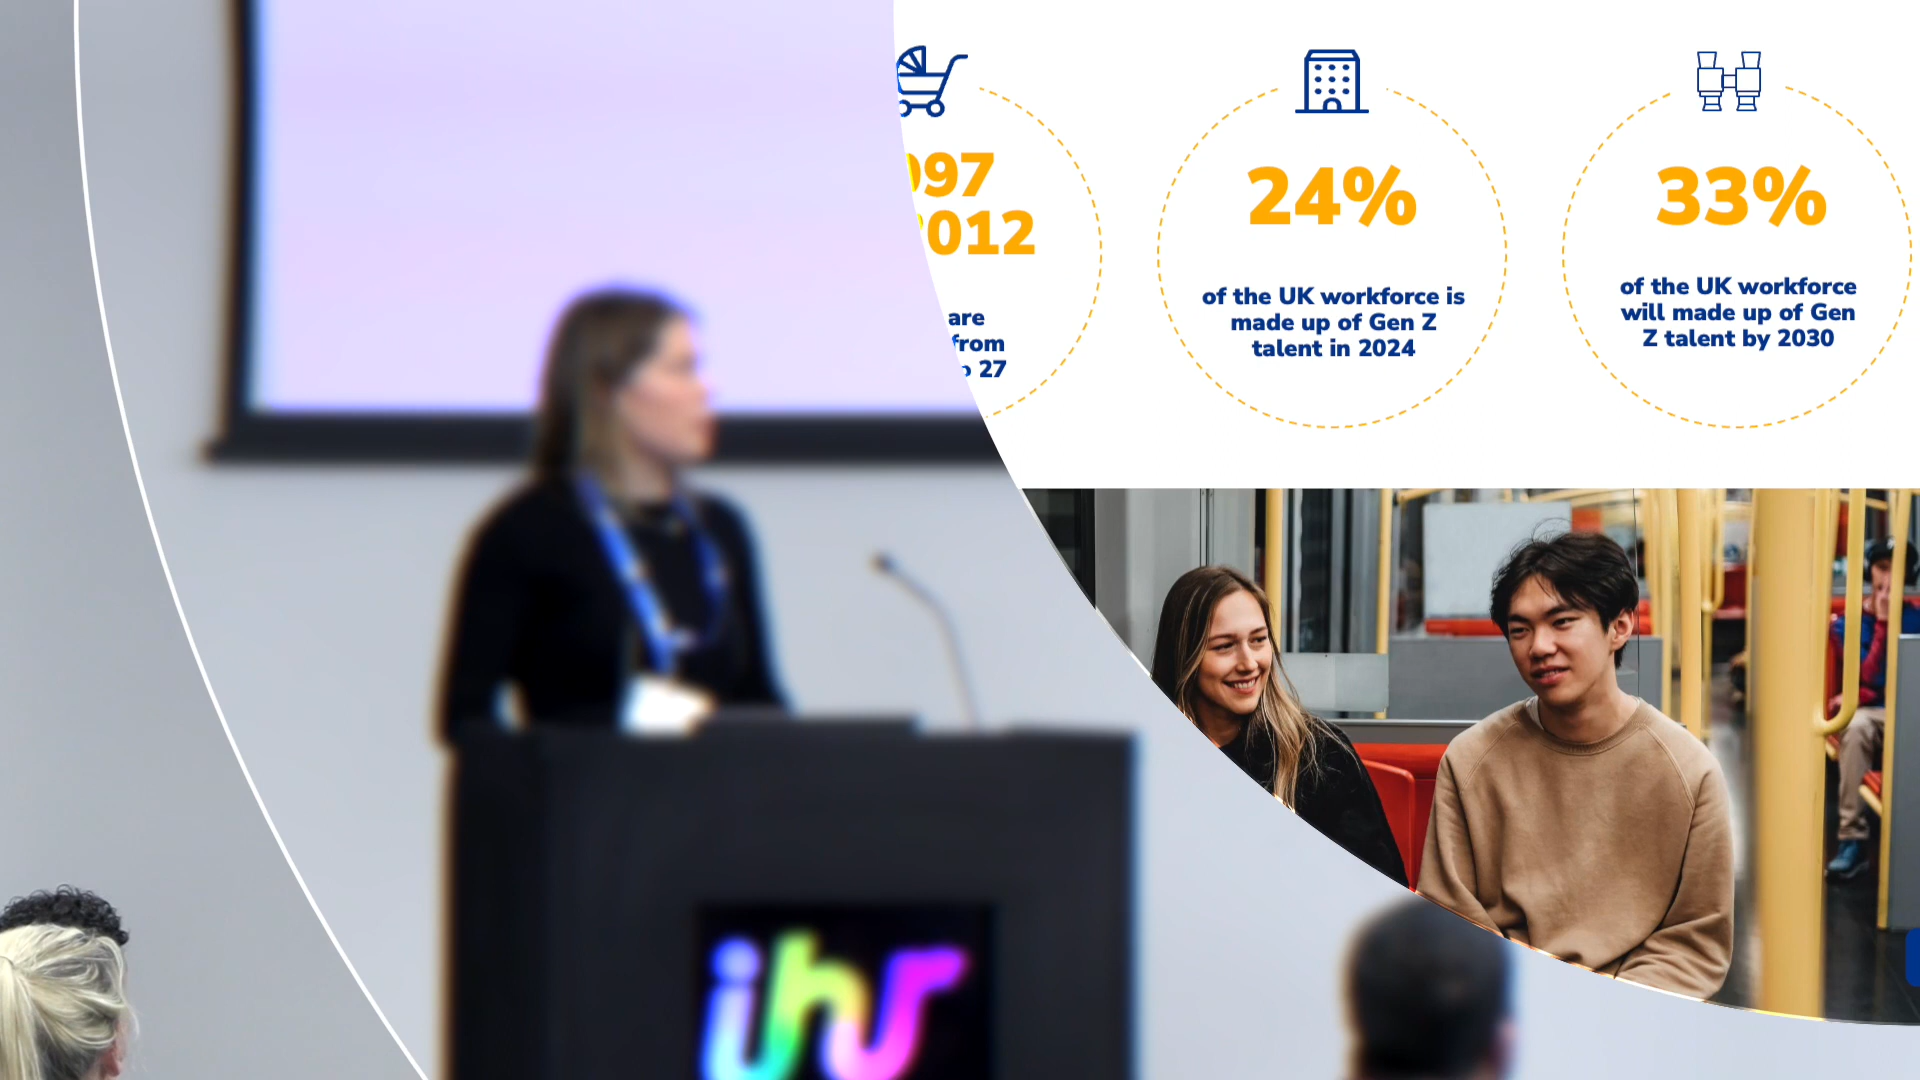 97
012
are
from
27
24%
of the UK workforce is
made up of Gen Z
talent in 2024
33%
of the UK workforce
will made up of Gen
Z talent by 2030
ihr